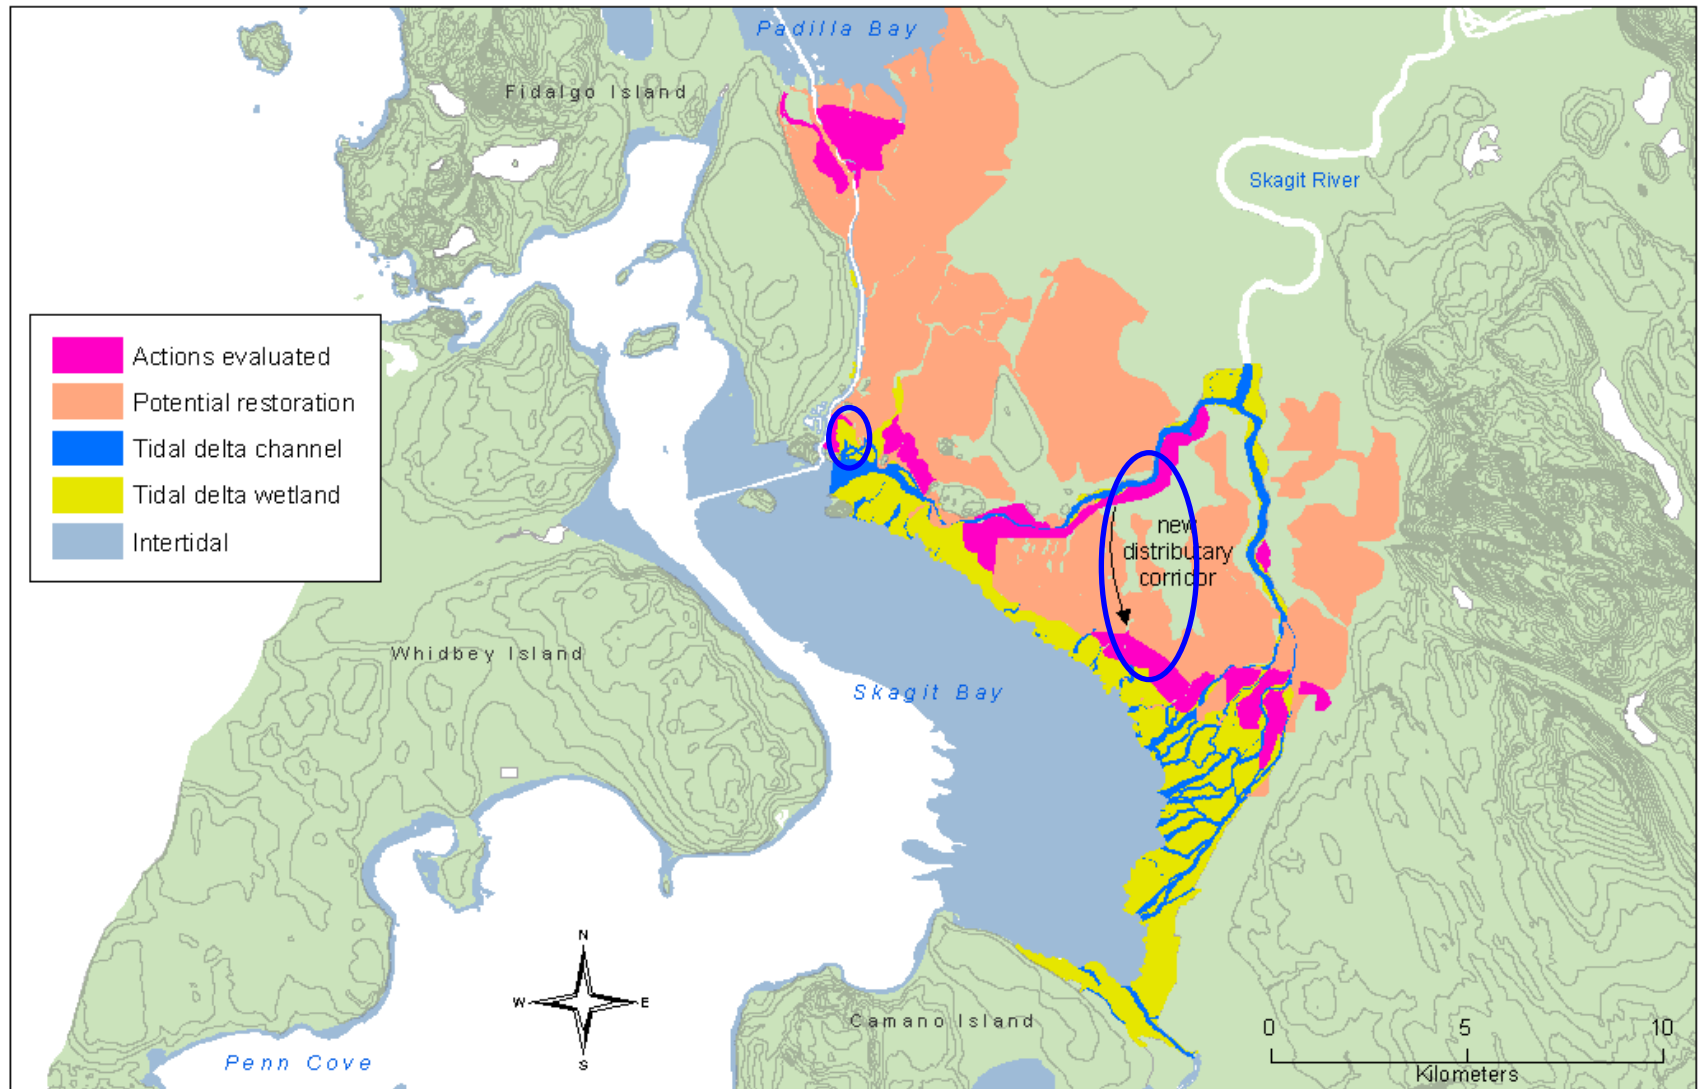 Padilla Bay
Fidalgo Island
Skagit River
Actions evaluated
Potential restoration
Tidal delta channel
Tidal delta wetland
Intertidal
new
distributary
corridor
Whidbey Island
Skagit Bay
N
W E
S
Camano Island
Penn Cove
0 5 10
Kilometers